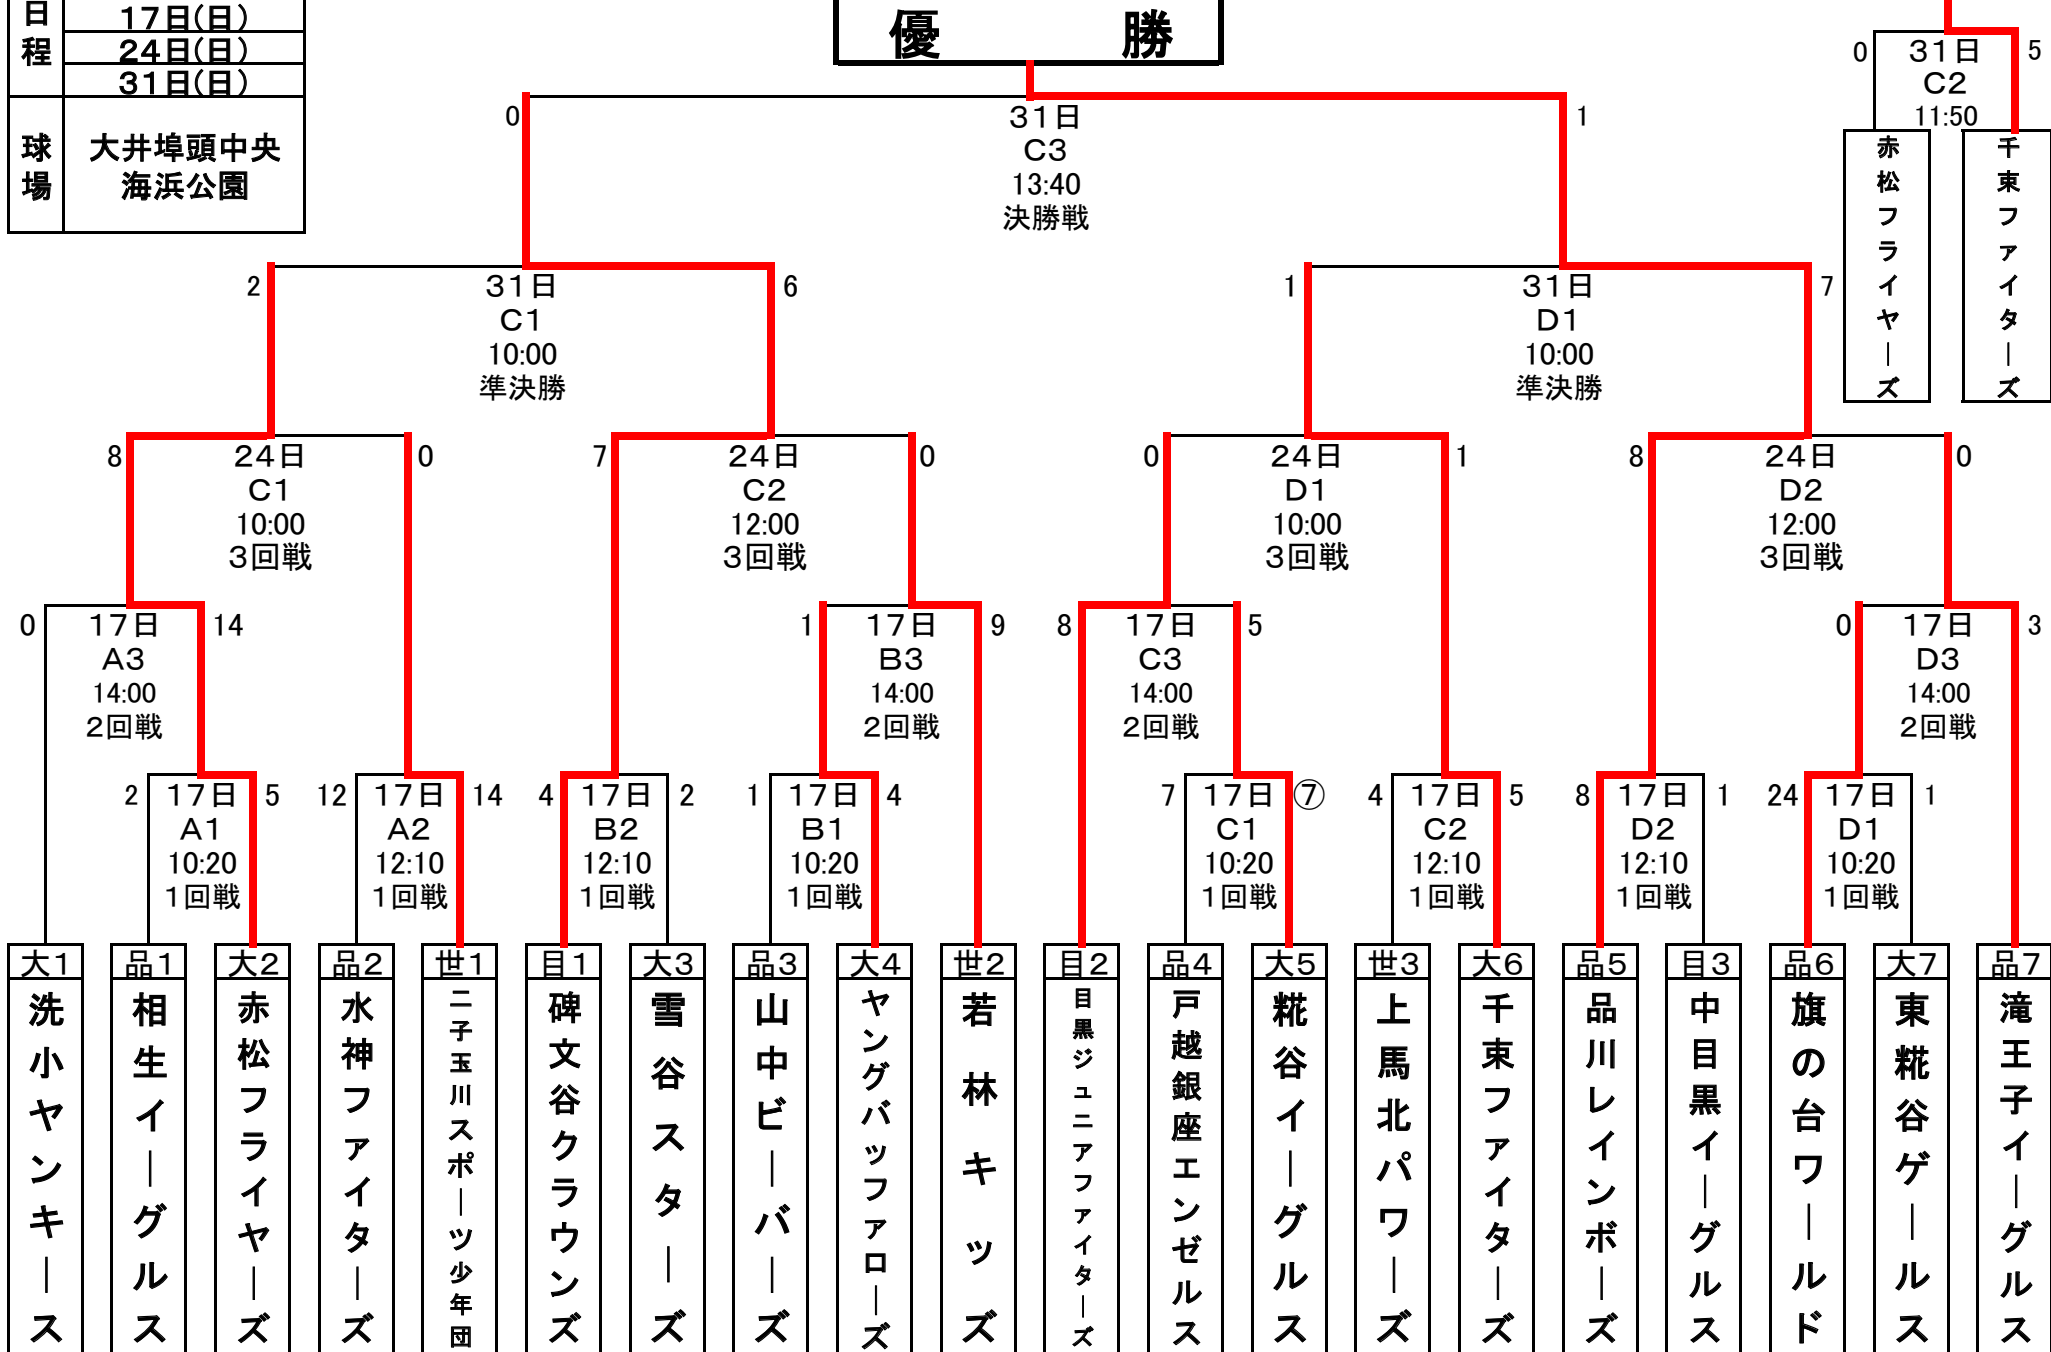 日程
17日(日)
24日(日)
31日(日)
球場
大井埠頭中央
海浜公園
優勝
0
31日
5
C2
11:50
赤松フライヤーズ
千束ファイターズ
0
31日
1
C3
13:40
決勝戦
2
31日
6
C1
10:00
準決勝
1
31日
7
D1
10:00
準決勝
8
24日
0
C1
10:00
3回戦
7
24日
0
C2
12:00
3回戦
0
24日
1
D1
10:00
3回戦
8
24日
0
D2
12:00
3回戦
0
17日
14
A3
14:00
2回戦
1
17日
9
B3
14:00
2回戦
8
17日
5
C3
14:00
2回戦
0
17日
3
D3
14:00
2回戦
2
17日
5
A1
10:20
1回戦
12
17日
14
A2
12:10
1回戦
4
17日
2
B2
12:10
1回戦
1
17日
4
B1
10:20
1回戦
7
17日
⑦
C1
10:20
1回戦
4
17日
5
C2
12:10
1回戦
8
17日
1
D2
12:10
1回戦
24
17日
1
D1
10:20
1回戦
大1
洗小ヤンキース
品1
相生イーグルス
大2
赤松フライヤーズ
品2
水神ファイターズ
世1
二子玉川スポーツ少年団
目1
碑文谷クラウンズ
大3
雪谷スターズ
品3
山中ビーバーズ
大4
ヤングバッファローズ
世2
若林キッズ
目2
目黒ジュニアファイターズ
品4
戸越銀座エンゼルス
大5
糀谷イーグルス
世3
上馬北パワーズ
大6
千束ファイターズ
品5
品川レインボーズ
目3
中目黒イーグルス
品6
旗の台ワールド
大7
東糀谷ゲールス
品7
滝王子イーグルス